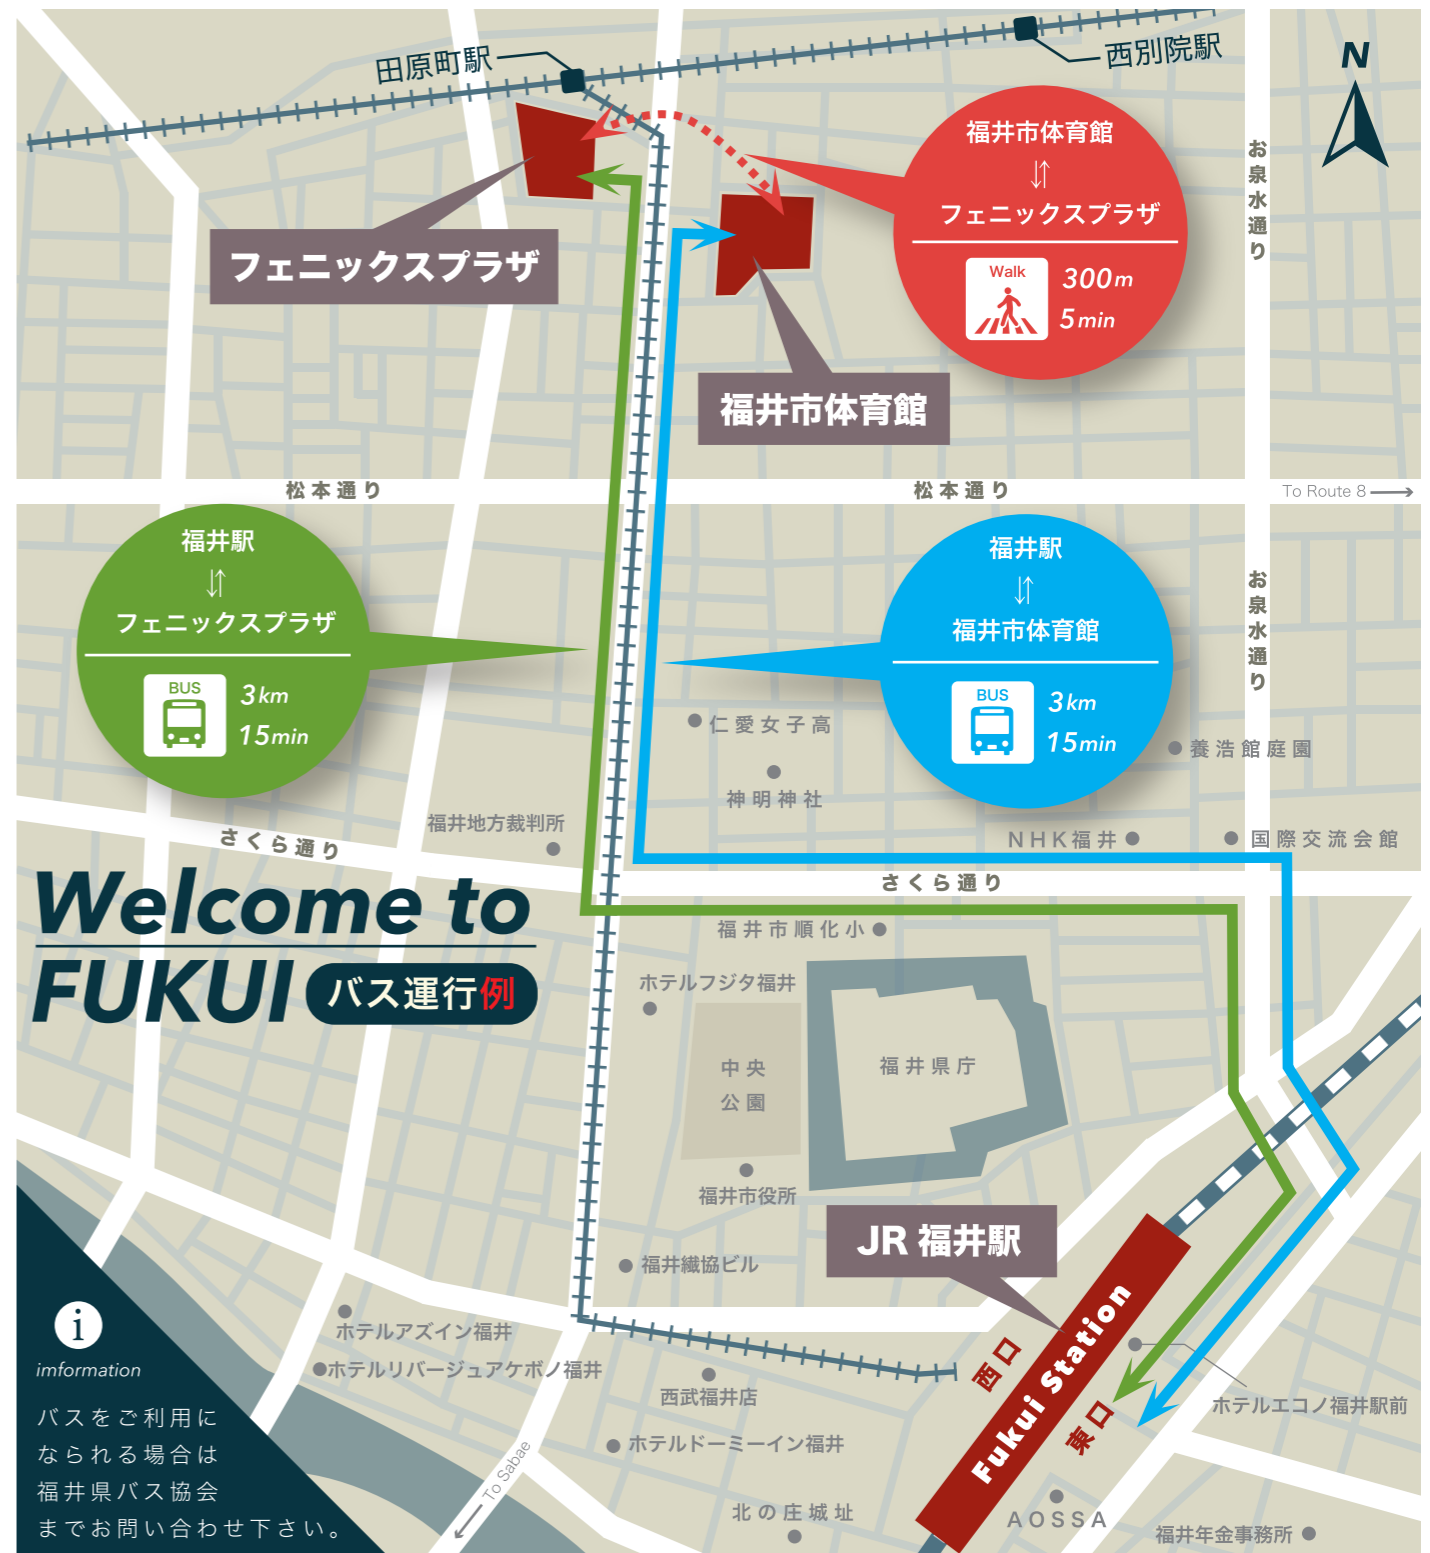 田原町駅
西別院駅
N
福井市体育館
⇅
フェニックスプラザ
Walk
300m
5min
お泉水通り
フェニックスプラザ
福井市体育館
松本通り
松本通り
To Route 8
福井駅
⇅
フェニックスプラザ
BUS
3km
15min
福井駅
⇅
福井市体育館
BUS
3km
15min
お泉水通り
仁愛女子高
養浩館庭園
神明神社
福井地方裁判所
NHK福井
国際交流会館
さくら通り
さくら通り
Welcome to
FUKUI バス運行例
福井市順化小
ホテルフジタ福井
中央
公園
福井県庁
福井市役所
JR 福井駅
福井繊協ビル
Fukui Station
西口
東口
i
imformation
バスをご利用に
なられる場合は
福井県バス協会
までお問い合わせ下さい。
ホテルアズイン福井
ホテルリバージュアケボノ福井
西武福井店
ホテルエコノ福井駅前
ホテルドーミーイン福井
To Sabae
北の庄城址
AOSSA
福井年金事務所